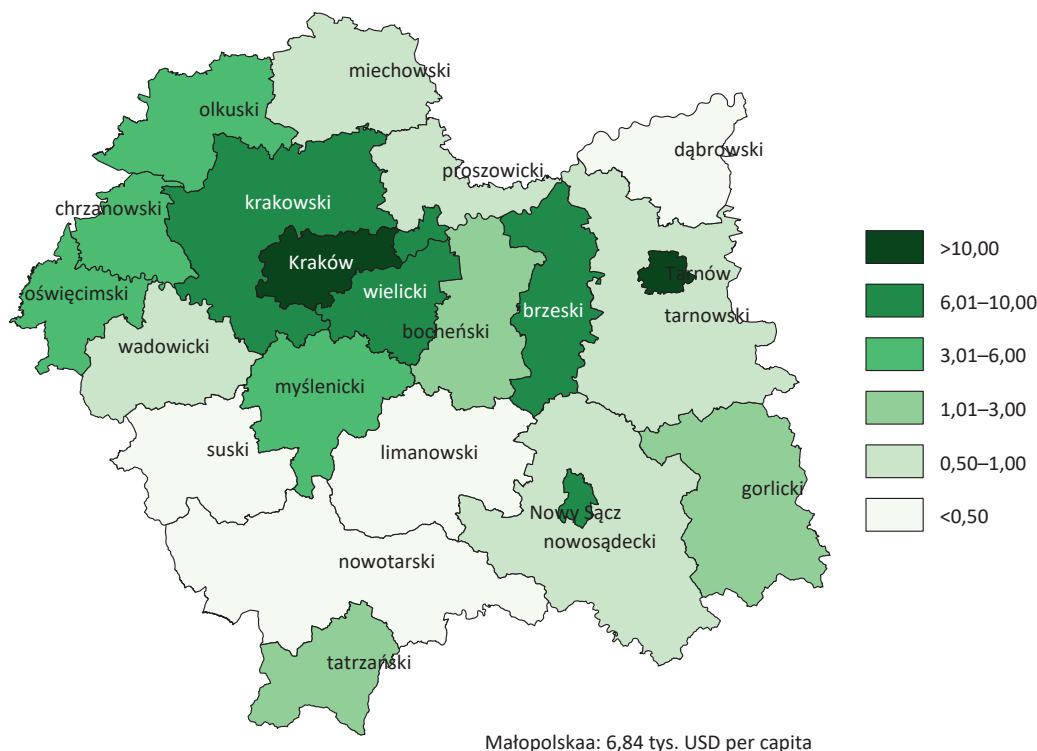 miechowski
olkuski
dąbrowski
proszowicki
chrzanowski
krakowski
>10,00
Kraków
Tarnów
oświęcimski
wielicki
6,01–10,00
brzeski
tarnowski
bocheński
wadowicki
3,01–6,00
myślenicki
1,01–3,00
suski
limanowski
0,50–1,00
gorlicki
Nowy Sącz
<0,50
nowosądecki
nowotarski
tatrzański
Małopolskaa: 6,84 tys. USD per capita